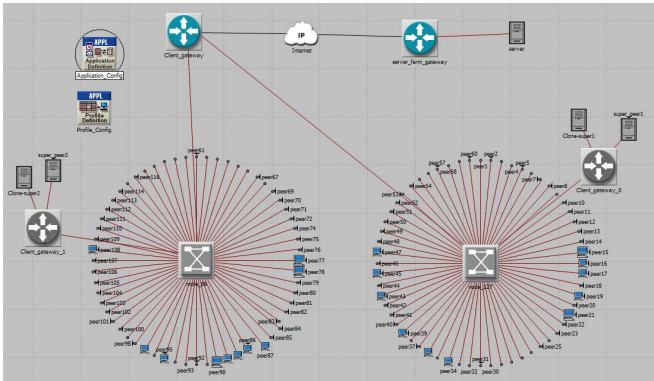 APPL
Application
Definition
Application_Config
APPL
Profile
Definition
Profile_Config
Client_gateway
IP
Internet
server_farm_gateway
server
Clone-super1
super_peer1
Client_gateway_0
super_peer2
Clone-super2
Client_gateway_1
peer61
peer116
peer67
peer114
peer69
peer113
peer70
peer112
peer71
peer111
peer72
peer110
peer74
peer109
peer75
peer108
peer76
peer107
peer77
peer106
peer78
peer105
peer79
peer104
peer80
peer103
peer81
peer102
peer82
peer101
peer83
peer100
peer84
peer98
peer85
peer95
peer86
peer87
peer92
peer93
peer90
peer60
peer2
peer57
peer1
peer5
peer58
peer4
peer7
peer54
peer8
peer53
peer52
peer10
peer51
peer11
peer50
peer12
peer49
peer13
peer48
peer14
peer47
peer15
peer46
peer16
peer45
peer17
peer44
peer18
peer43
peer19
peer42
peer20
peer41
peer21
peer40
peer22
peer39
peer23
peer37
peer25
peer31
peer34
peer32
peer30